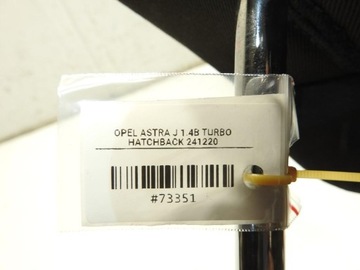 OPEL ASTRA J 1.4B TURBO
HATCHBACK 241220
#73351